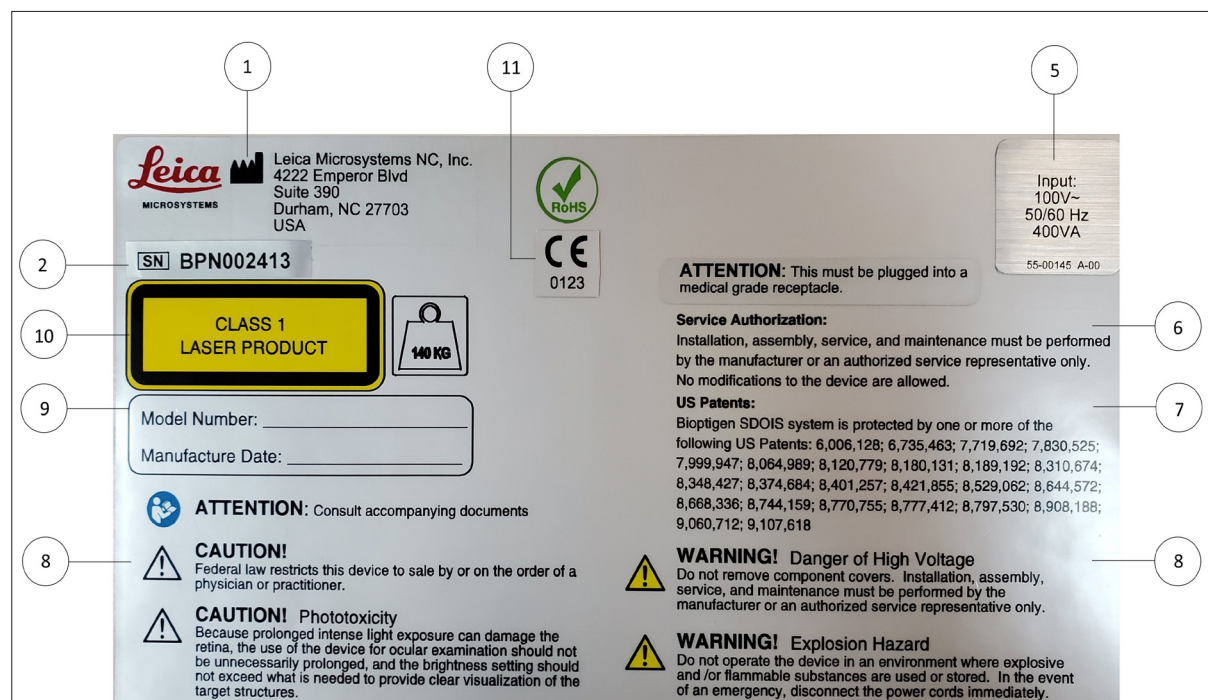 1
11
5
Leica
MICROSYSTEMS
Leica Microsystems NC, Inc.
4222 Emperor Blvd
Suite 390
Durham, NC 27703
USA
RoHS
CE
0123
Input:
100V~
50/60 Hz
400VA
55-00145 A-00
2
SN BPN002413
10
CLASS 1
LASER PRODUCT
140 KG
9
Model Number:
Manufacture Date:
ATTENTION: Consult accompanying documents
8
CAUTION!
Federal law restricts this device to sale by or on the order of a
physician or practitioner.
CAUTION! Phototoxicity
Because prolonged intense light exposure can damage the
retina, the use of the device for ocular examination should not
be unnecessarily prolonged, and the brightness setting should
not exceed what is needed to provide clear visualization of the
target structures.
ATTENTION: This must be plugged into a
medical grade receptacle.
6
Service Authorization:
Installation, assembly, service, and maintenance must be performed
by the manufacturer or an authorized service representative only.
No modifications to the device are allowed.
7
US Patents:
Bioptigen SDOIS system is protected by one or more of the
following US Patents: 6,006,128; 6,735,463; 7,719,692; 7,830,525;
7,999,947; 8,064,989; 8,120,779; 8,180,131; 8,189,192; 8,310,674;
8,348,427; 8,374,684; 8,401,257; 8,421,855; 8,529,062; 8,644,572;
8,668,336; 8,744,159; 8,770,755; 8,777,412; 8,797,530; 8,908,188;
9,060,712; 9,107,618
8
WARNING! Danger of High Voltage
Do not remove component covers. Installation, assembly,
service, and maintenance must be performed by the
manufacturer or an authorized service representative only.
WARNING! Explosion Hazard
Do not operate the device in an environment where explosive
and /or flammable substances are used or stored. In the event
of an emergency, disconnect the power cords immediately.